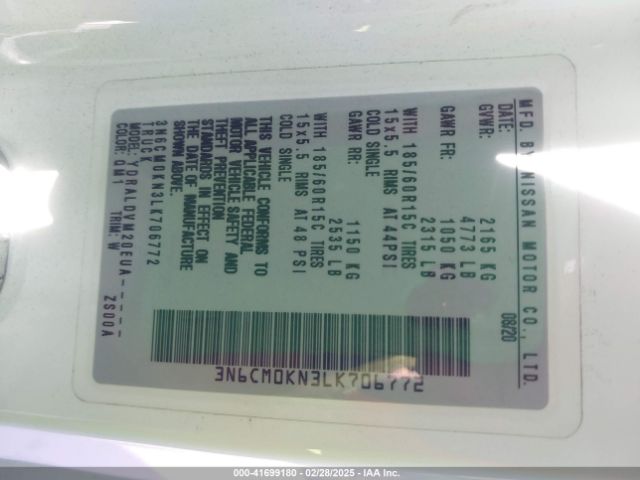 MFD. BY NISSAN MOTOR CO., LTD.
DATE: 08/20
GVWR: 2165 KG
4773 LB
GAWR FR: 1050 KG
2315 LB
WITH 185/60R15C TIRES
15x5.5 RIMS AT 44PSI
COLD SINGLE
GAWR RR: 1150 KG
2535 LB
WITH 185/60R15C TIRES
15x5.5 RIMS AT 48 PSI
COLD SINGLE
THIS VEHICLE CONFORMS TO
ALL APPLICABLE FEDERAL
MOTOR VEHICLE SAFETY AND
THEFT PREVENTION
STANDARDS IN EFFECT ON
THE DATE OF MANUFACTURE
SHOWN ABOVE.
3N6CM0KN3LK706772
TRUCK
MODEL: YDRALDVM20EUA-----
COLOR: QM1 TRIM: W ZS00A
3N6CM0KN3LK706772
000-41699180 | 02/28/2025 - IAA Inc.